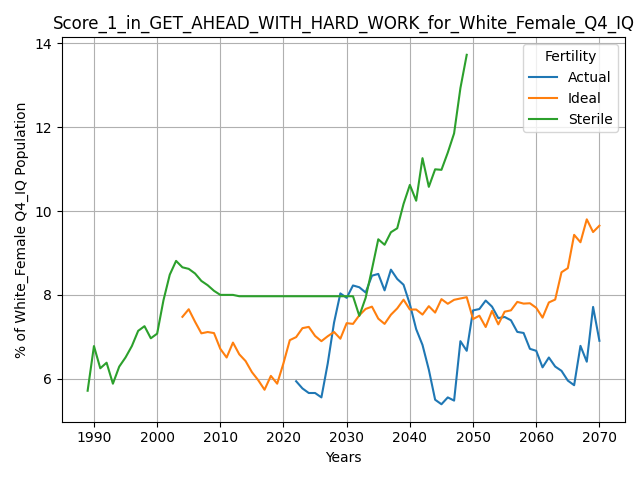 Score_1_in_GET_AHEAD_WITH_HARD_WORK_for_White_Female_Q4_IQ
Fertility
Actual
Ideal
Sterile
% of White_Female Q4_IQ Population
14
12
10
8
6
1990
2000
2010
2020
2030
2040
2050
2060
2070
Years